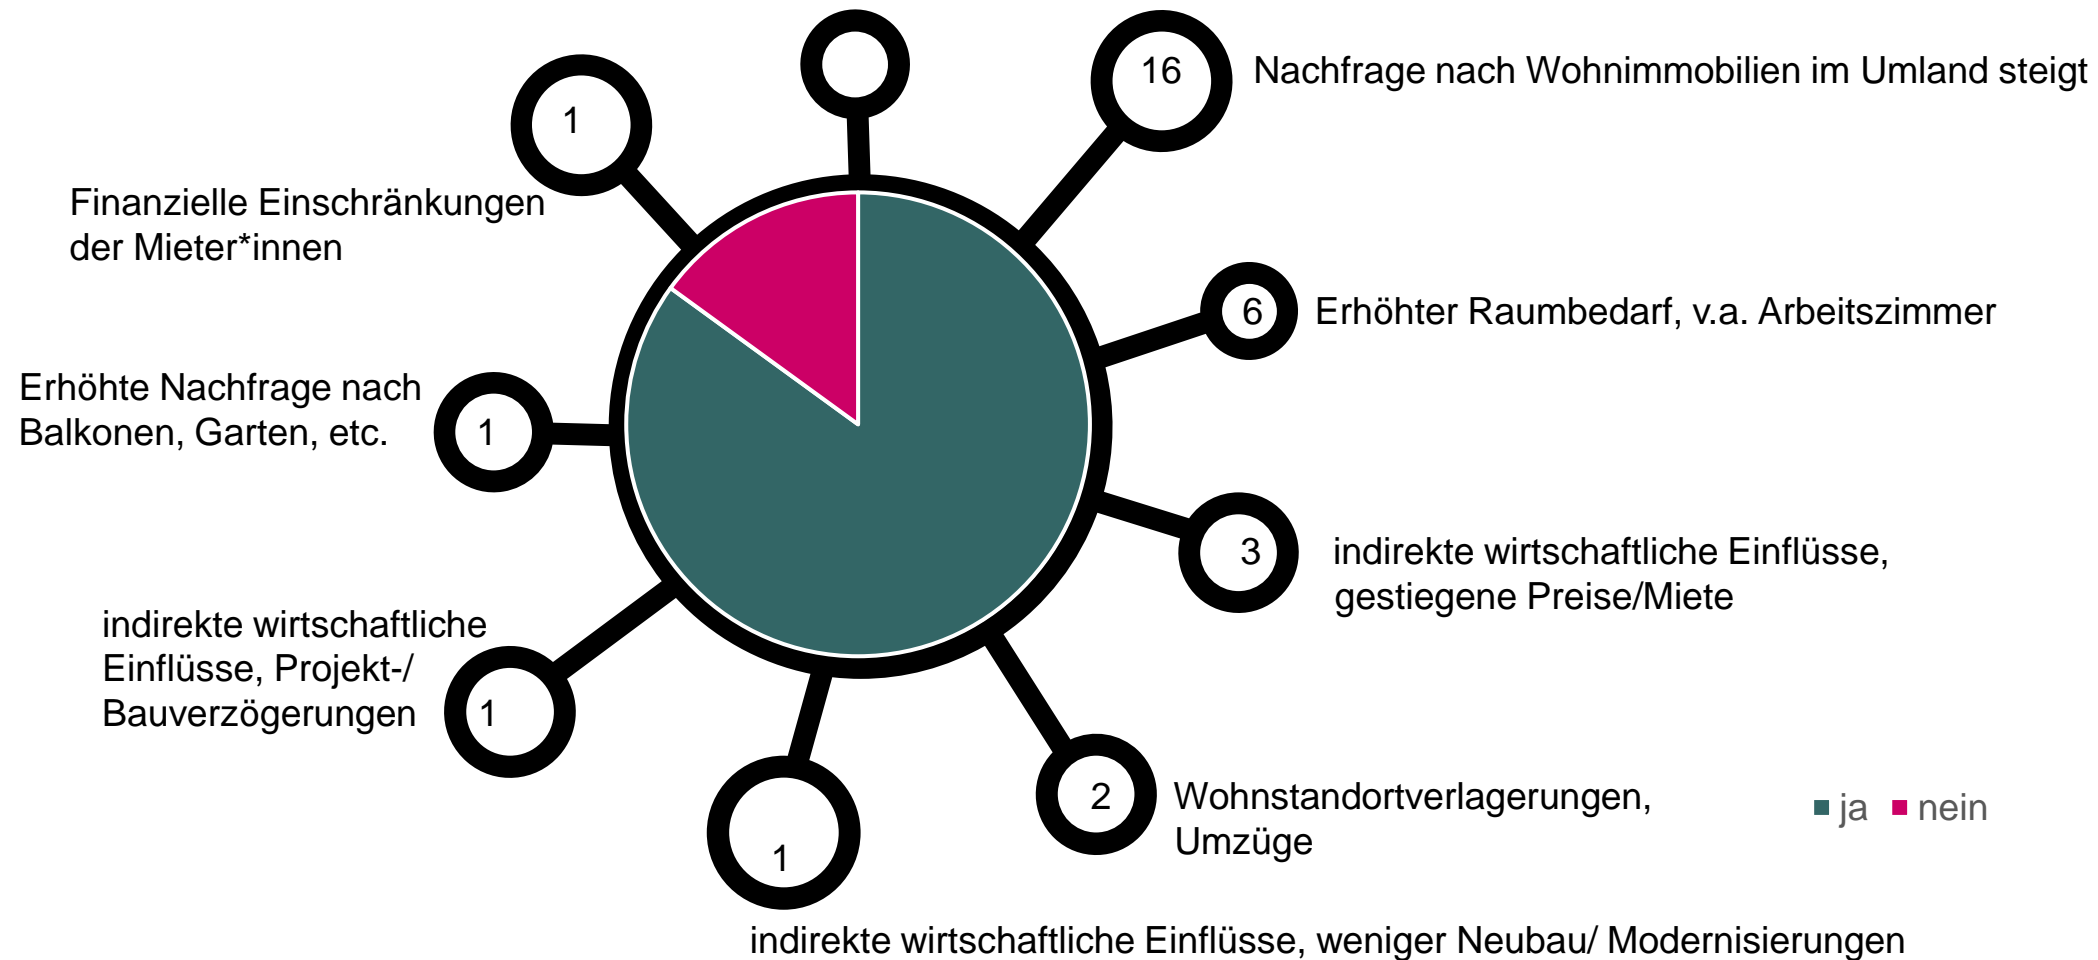 16
Nachfrage nach Wohnimmobilien im Umland steigt
1
Finanzielle Einschränkungen
der Mieter*innen
6
Erhöhter Raumbedarf, v.a. Arbeitszimmer
Erhöhte Nachfrage nach
Balkonen, Garten, etc.
1
3
indirekte wirtschaftliche Einflüsse,
gestiegene Preise/Miete
indirekte wirtschaftliche
Einflüsse, Projekt-/
Bauverzögerungen
1
2
Wohnstandortverlagerungen,
Umzüge
ja nein
1
indirekte wirtschaftliche Einflüsse, weniger Neubau/ Modernisierungen